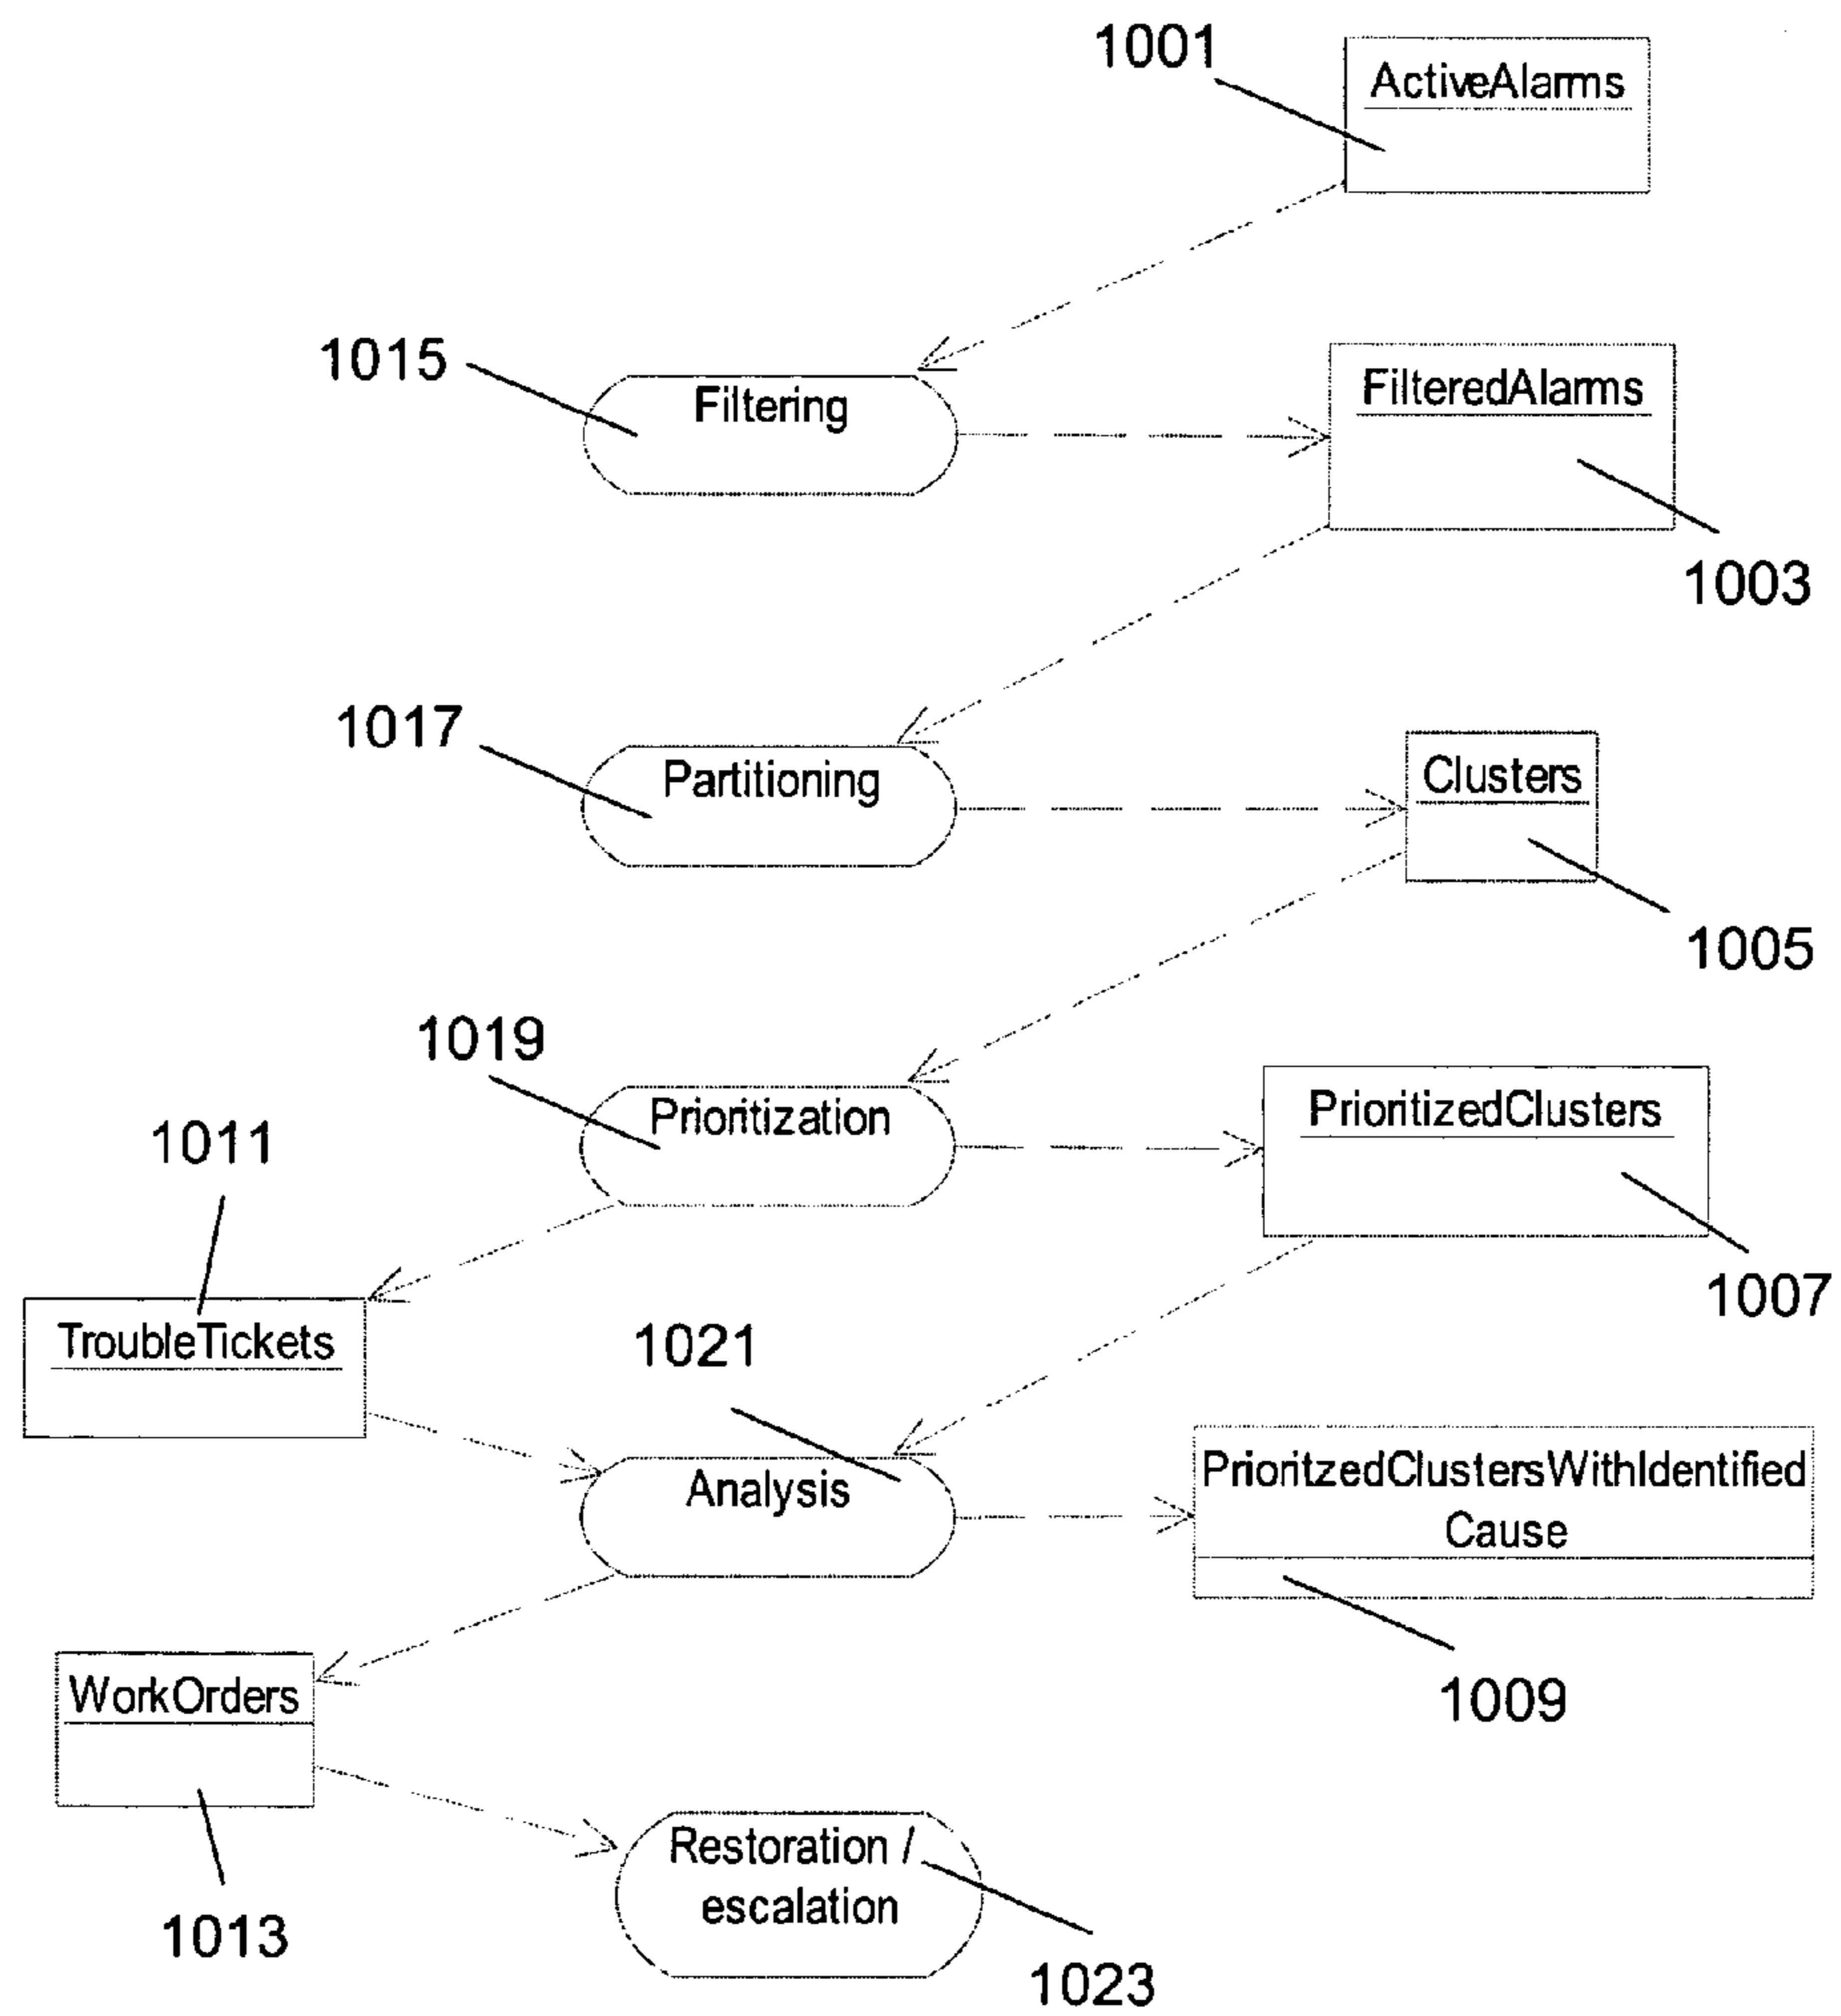 1001
ActiveAlarms
1015
Filtering
FilteredAlarms
1003
1017
Partitioning
Clusters
1005
1019
Prioritization
PrioritizedClusters
1011
1007
TroubleTickets
1021
Analysis
PrioritzedClustersWithIdentified
Cause
1009
WorkOrders
1013
Restoration /
escalation
1023